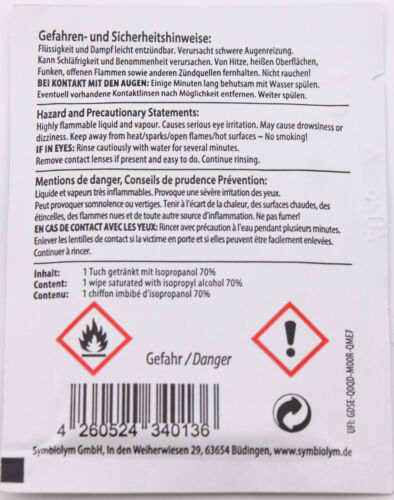 Gefahren- und Sicherheitshinweise:
Flüssigkeit und Dampf leicht entzündbar. Verursacht schwere Augenreizung.
Kann Schläfrigkeit und Benommenheit verursachen. Von Hitze, heißen Oberflächen,
Funken, offenen Flammen sowie anderen Zündquellen fernhalten. Nicht rauchen!
BEI KONTAKT MIT DEN AUGEN: Einige Minuten lang behutsam mit Wasser spülen.
Eventuell vorhandene Kontaktlinsen nach Möglichkeit entfernen. Weiter spülen.
Hazard and Precautionary Statements:
Highly flammable liquid and vapour. Causes serious eye irritation. May cause drowsiness or
dizziness. Keep away from heat/sparks/open flames/hot surfaces – No smoking!
IF IN EYES: Rinse cautiously with water for several minutes.
Remove contact lenses if present and easy to do. Continue rinsing.
Mentions de danger, Conseils de prudence Prévention:
Liquide et vapeurs très inflammables. Provoque une sévère irritation des yeux.
Peut provoquer somnolence ou vertiges. Tenir à l'écart de la chaleur, des surfaces chaudes, des
étincelles, des flammes nues et de toute autre source d'inflammation. Ne pas fumer!
EN CAS DE CONTACT AVEC LES YEUX: Rincer avec précaution à l'eau pendant plusieurs minutes.
Enlever les lentilles de contact si la victime en porte et si elles peuvent être facilement enlevées.
Continuer à rincer.
Inhalt: 1 Tuch getränkt mit Isopropanol 70%
Content: 1 wipe saturated with isopropyl alcohol 70%
Contenu: 1 chiffon imbibé d'isopropanol 70%
Gefahr / Danger
4 260524 340136
UFI: GDSE-Q0QD-M00R-QME7
Symbiolym GmbH, In den Weiherwiesen 29, 63654 Büdingen, www.symbiolym.de